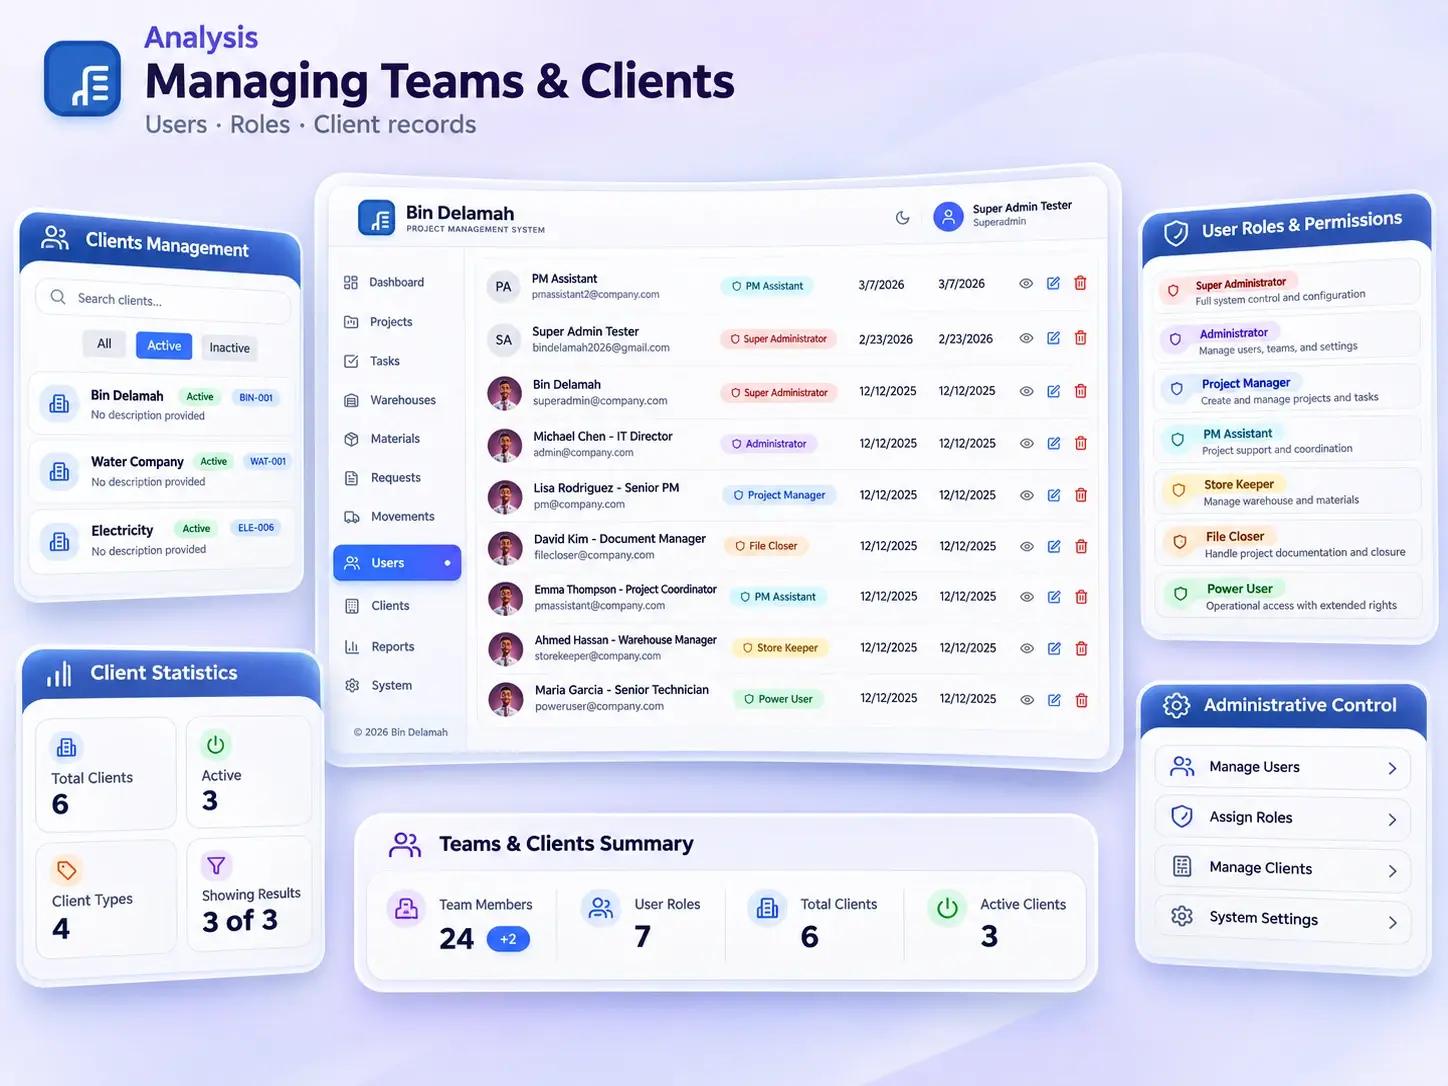 Analysis
Managing Teams & Clients
Users · Roles · Client records
Clients Management
Search clients...
All
Active
Inactive
Bin Delamah
Active
BIN-001
No description provided
Water Company
Active
WAT-001
No description provided
Electricity
Active
ELE-006
No description provided
Client Statistics
Total Clients
6
Active
3
Client Types
4
Showing Results
3 of 3
Bin Delamah
PROJECT MANAGEMENT SYSTEM
Super Admin Tester
Superadmin
Dashboard
Projects
Tasks
Warehouses
Materials
Requests
Movements
Users
Clients
Reports
System
© 2026 Bin Delamah
PA
PM Assistant
pmassistant2@company.com
PM Assistant
3/7/2026
3/7/2026
SA
Super Admin Tester
bindelamah2026@gmail.com
Super Administrator
2/23/2026
2/23/2026
Bin Delamah
superadmin@company.com
Super Administrator
12/12/2025
12/12/2025
Michael Chen - IT Director
admin@company.com
Administrator
12/12/2025
12/12/2025
Lisa Rodriguez - Senior PM
pm@company.com
Project Manager
12/12/2025
12/12/2025
David Kim - Document Manager
filecloser@company.com
File Closer
12/12/2025
12/12/2025
Emma Thompson - Project Coordinator
pmassistant@company.com
PM Assistant
12/12/2025
12/12/2025
Ahmed Hassan - Warehouse Manager
storekeeper@company.com
Store Keeper
12/12/2025
12/12/2025
Maria Garcia - Senior Technician
poweruser@company.com
Power User
12/12/2025
12/12/2025
Teams & Clients Summary
Team Members
24
+2
User Roles
7
Total Clients
6
Active Clients
3
User Roles & Permissions
Super Administrator
Full system control and configuration
Administrator
Manage users, teams, and settings
Project Manager
Create and manage projects and tasks
PM Assistant
Project support and coordination
Store Keeper
Manage warehouse and materials
File Closer
Handle project documentation and closure
Power User
Operational access with extended rights
Administrative Control
Manage Users
Assign Roles
Manage Clients
System Settings